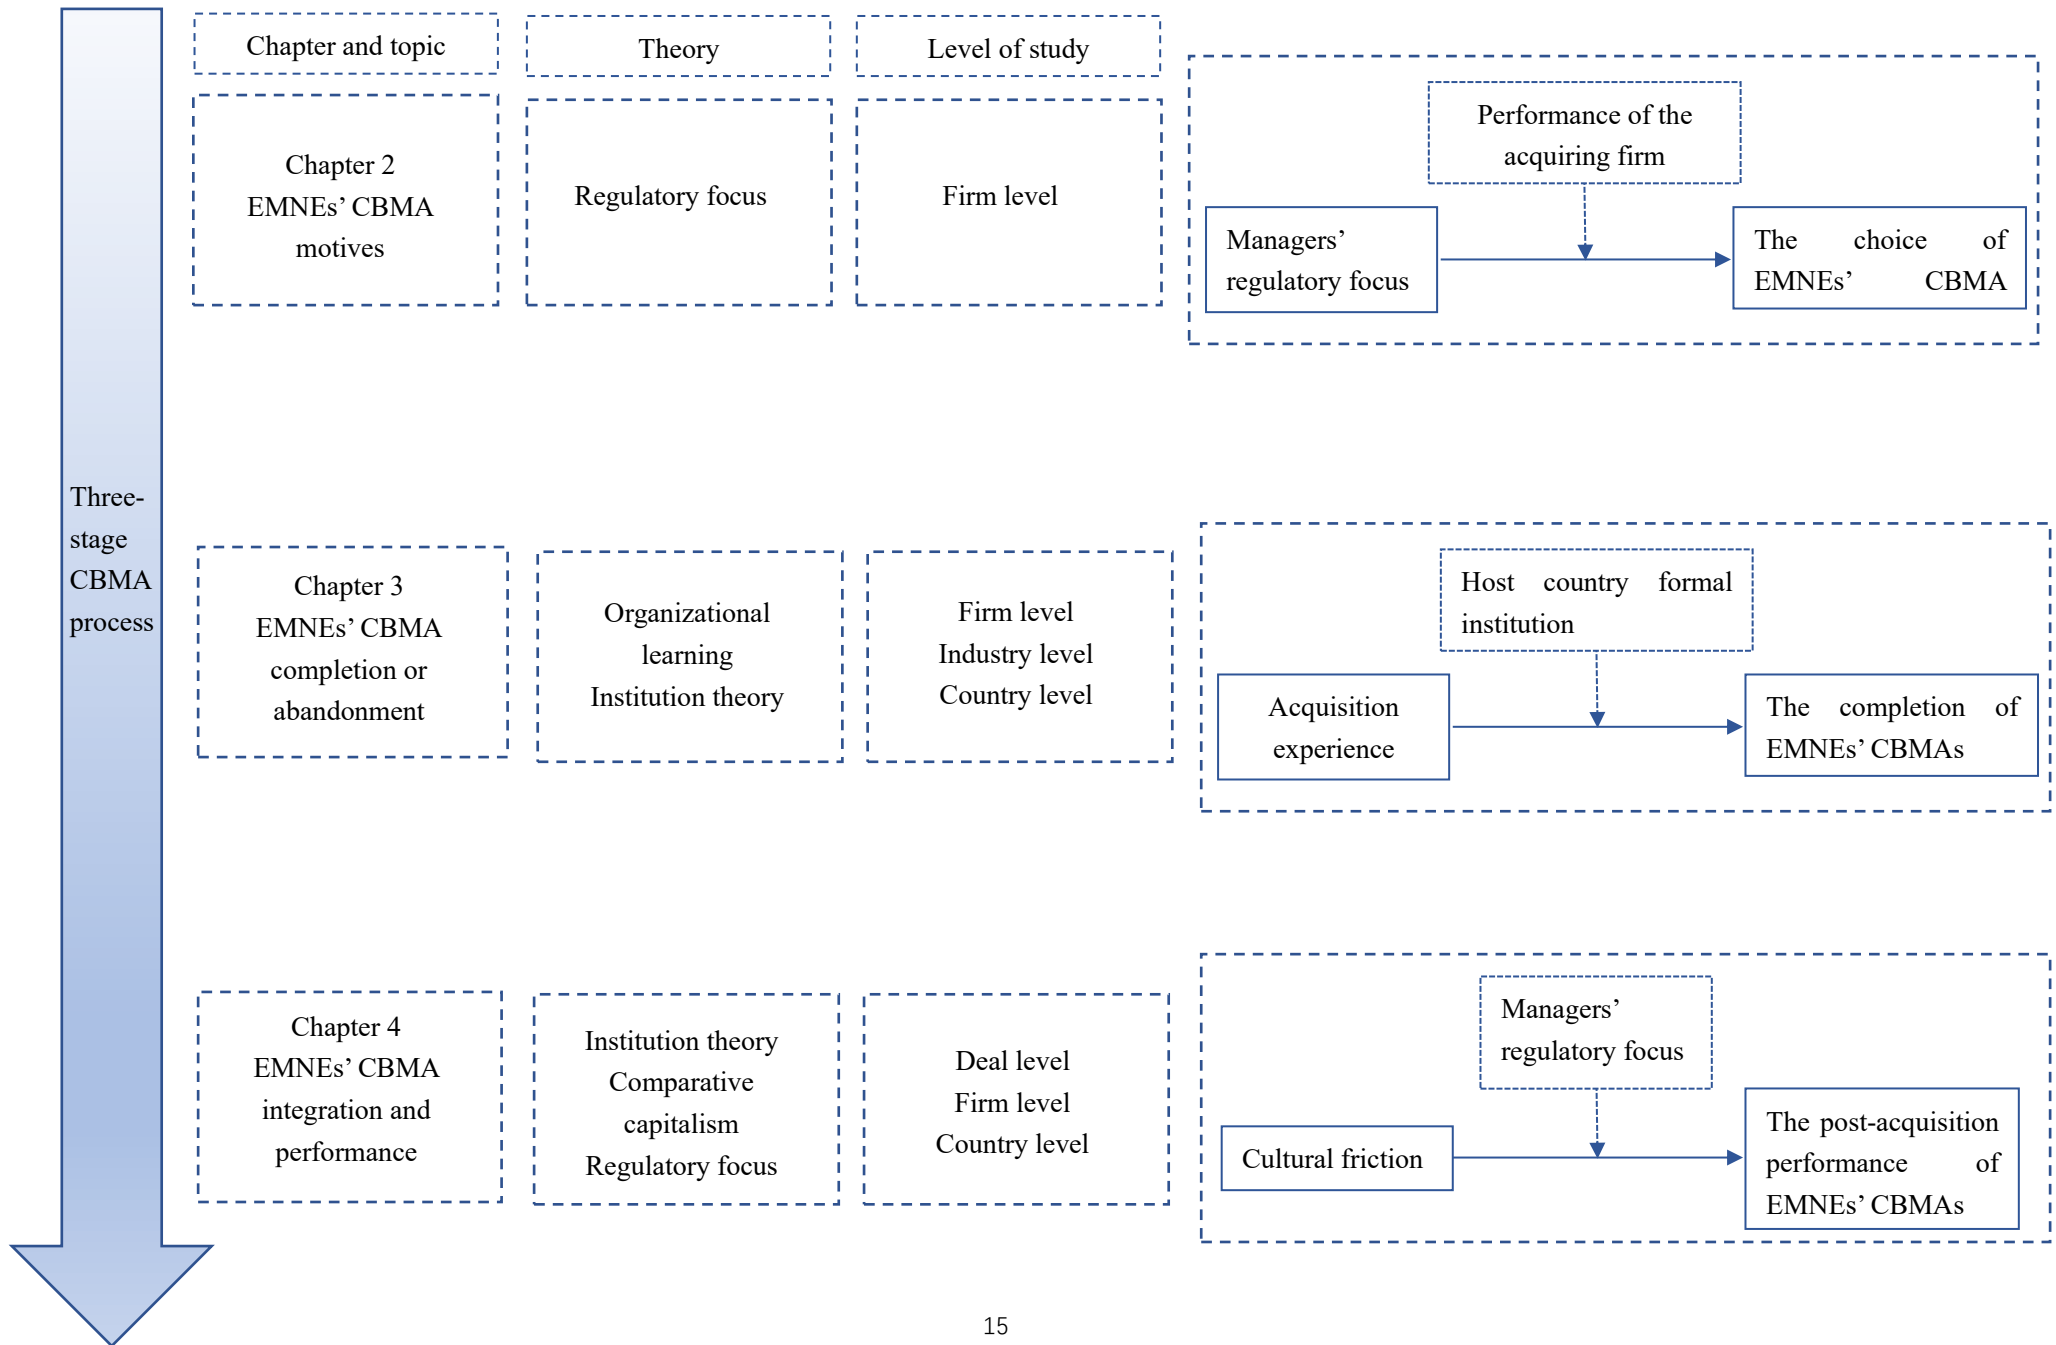 Chapter and topic
Theory
Level of study
Chapter 2
EMNEs’ CBMA
motives
Regulatory focus
Firm level
Performance of the
acquiring firm
Managers’
regulatory focus
The choice of
EMNEs’ CBMA
Three-
stage
CBMA
process
Chapter 3
EMNEs’ CBMA
completion or
abandonment
Organizational
learning
Institution theory
Firm level
Industry level
Country level
Host country formal
institution
Acquisition
experience
The completion of
EMNEs’ CBMAs
Chapter 4
EMNEs’ CBMA
integration and
performance
Institution theory
Comparative
capitalism
Regulatory focus
Deal level
Firm level
Country level
Managers’
regulatory focus
Cultural friction
The post-acquisition
performance of
EMNEs’ CBMAs
15